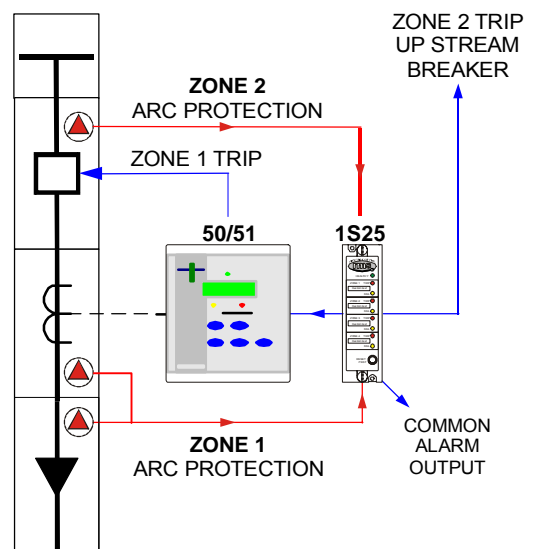 ZONE 2 TRIP
UP STREAM
BREAKER
ZONE 2
ARC PROTECTION
ZONE 1 TRIP
50/51
1S25
COMMON
ALARM
OUTPUT
ZONE 1
ARC PROTECTION